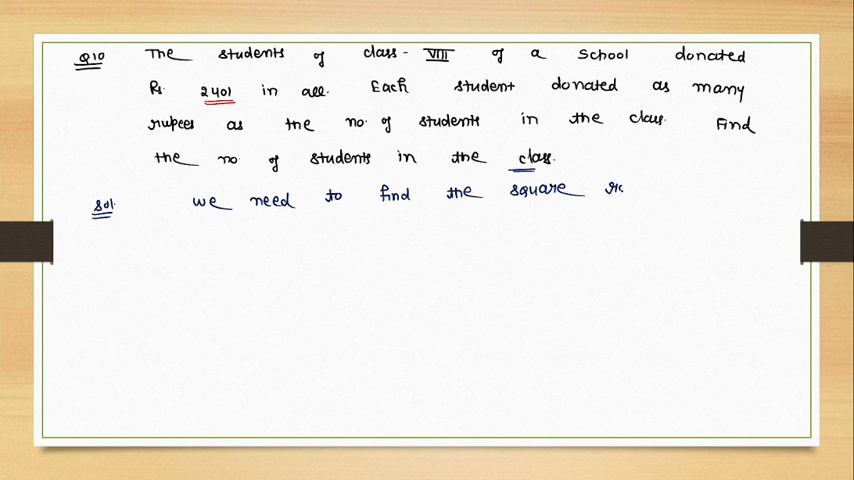 Q10 The students of class - VIII of a School donated
Rs. 2401 in all. Each student donated as many
rupees as the no. of students in the class. Find
the no. of students in the class.
Sol. we need to find the square